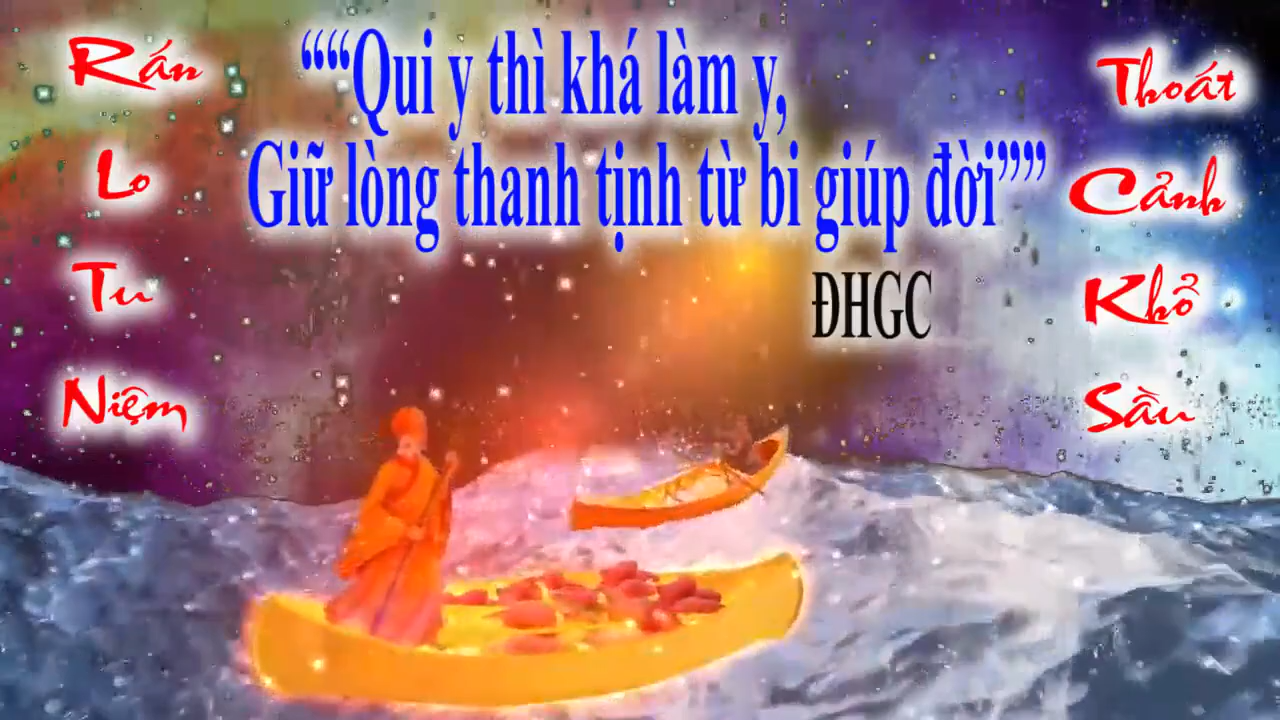 Rán
Lo
Tu
Niệm
““Qui y thì khá làm y,
Giữ lòng thanh tịnh từ bi giúp đời””
ĐHGC
Thoát
Cảnh
Khổ
Sầu